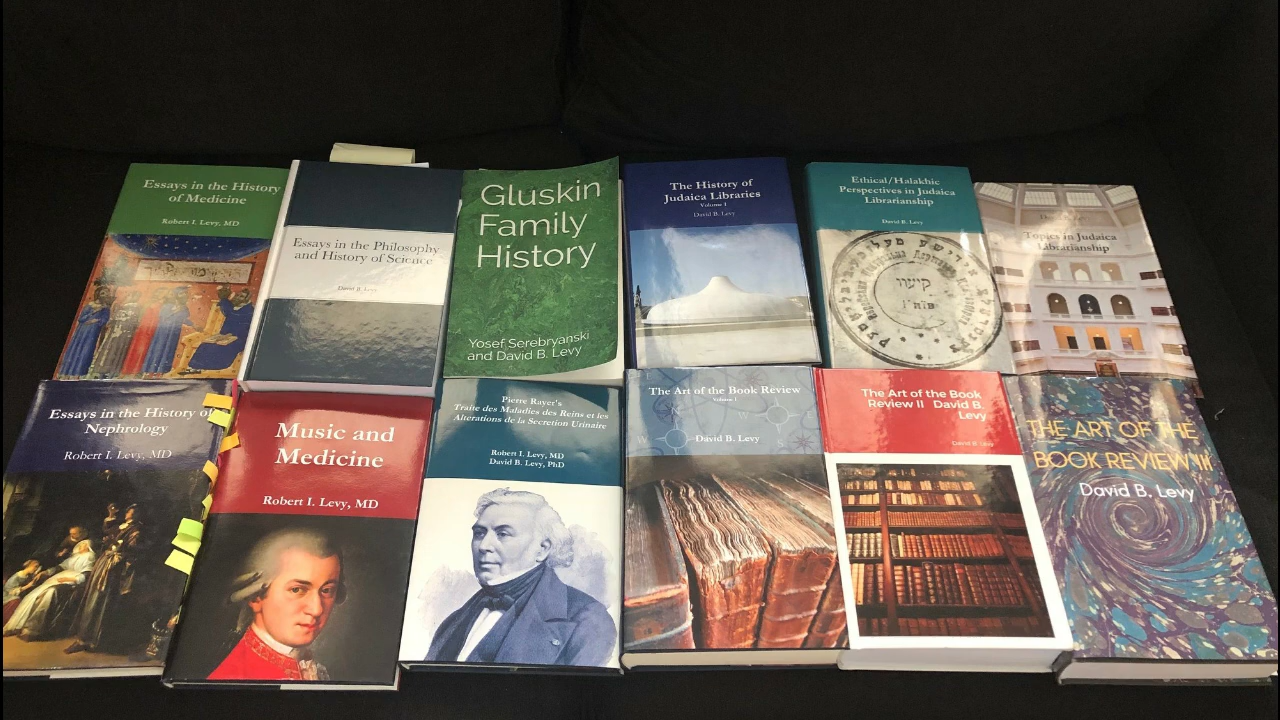 Essays in the History
of Medicine
Robert I. Levy, MD
Essays in the Philosophy
and History of Science
David B. Levy
Gluskin
Family
History
Yosef Serebryanski
and David B. Levy
The History of
Judaica Libraries
Volume I
David B. Levy
Ethical/Halakhic
Perspectives in Judaica
Librarianship
David B. Levy
קיעוו
Topics in Judaica
Librarianship
Essays in the History of
Nephrology
Robert I. Levy, MD
Music and
Medicine
Robert I. Levy, MD
Pierre Rayer's
Traite des Maladies des Reins et les
Alterations de la Secretion Urinaire
Robert I. Levy, MD
David B. Levy, PhD
The Art of the Book Review
Volume I
David B. Levy
The Art of the Book
Review II David B.
Levy
David B. Levy
THE ART OF THE
BOOK REVIEW III
David B. Levy